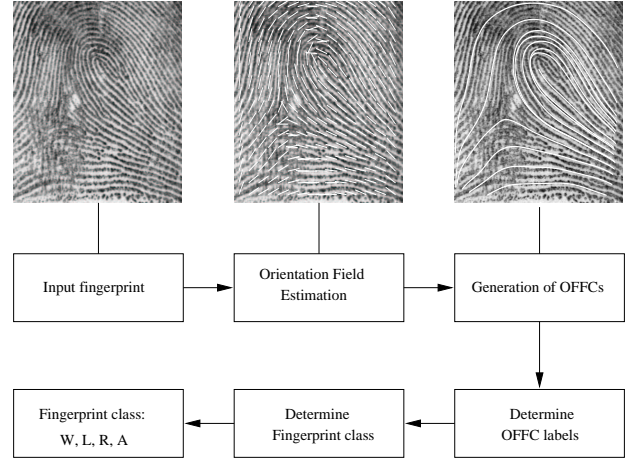 Input fingerprint
Orientation Field
Estimation
Generation of OFFCs
Determine
OFFC labels
Determine
Fingerprint class
Fingerprint class:
W, L, R, A